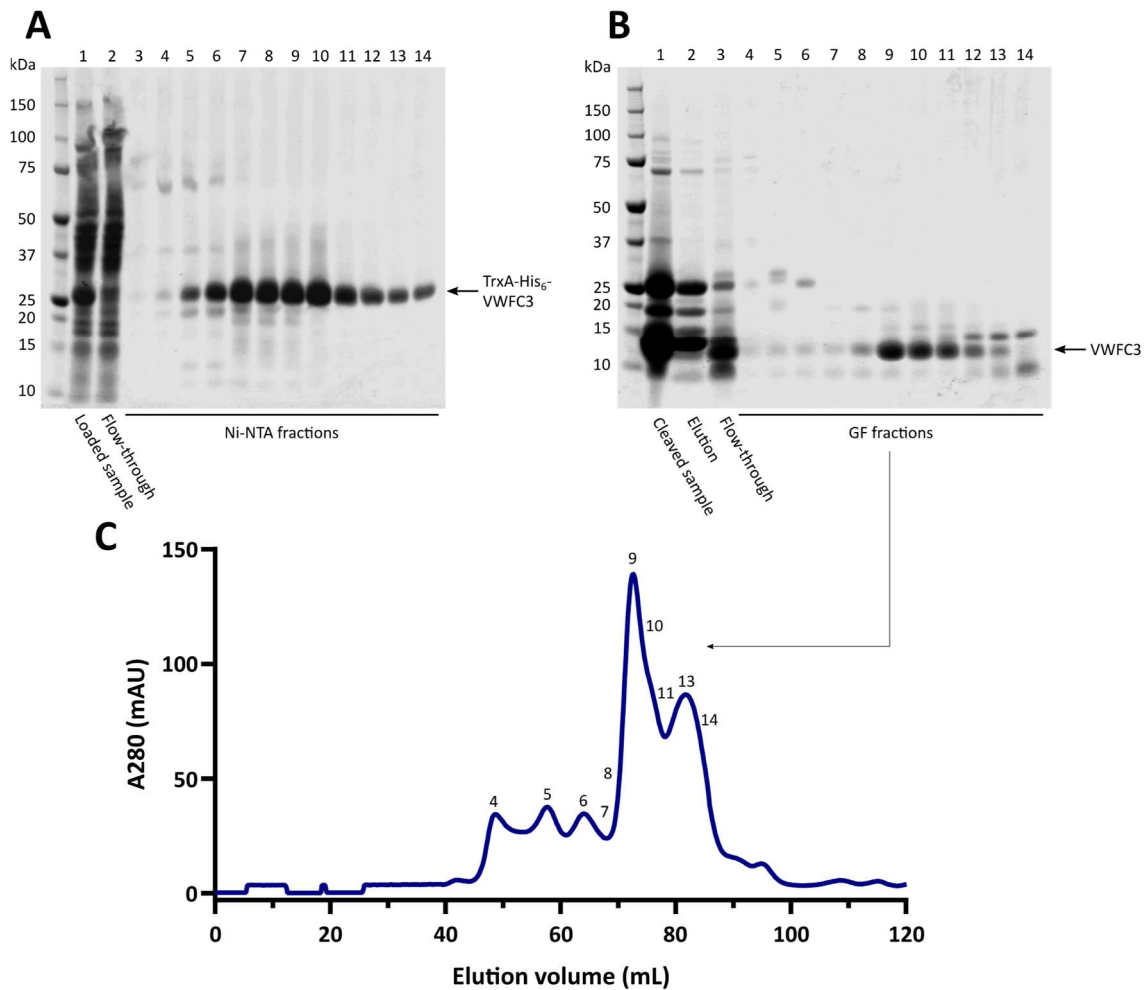 A
1 2 3 4 5 6 7 8 9 10 11 12 13 14
kDa
150
100
75
50
37
25
20
15
10
TrxA-His₆-
VWFC3
Loaded sample
Flow-through
Ni-NTA fractions
B
1 2 3 4 5 6 7 8 9 10 11 12 13 14
kDa
150
100
75
50
37
25
20
15
10
VWFC3
Cleaved sample
Elution
Flow-through
GF fractions
C
150
100
50
0
A280 (mAU)
4
5
6
7
8
9
10
11
13
14
0 20 40 60 80 100 120
Elution volume (mL)